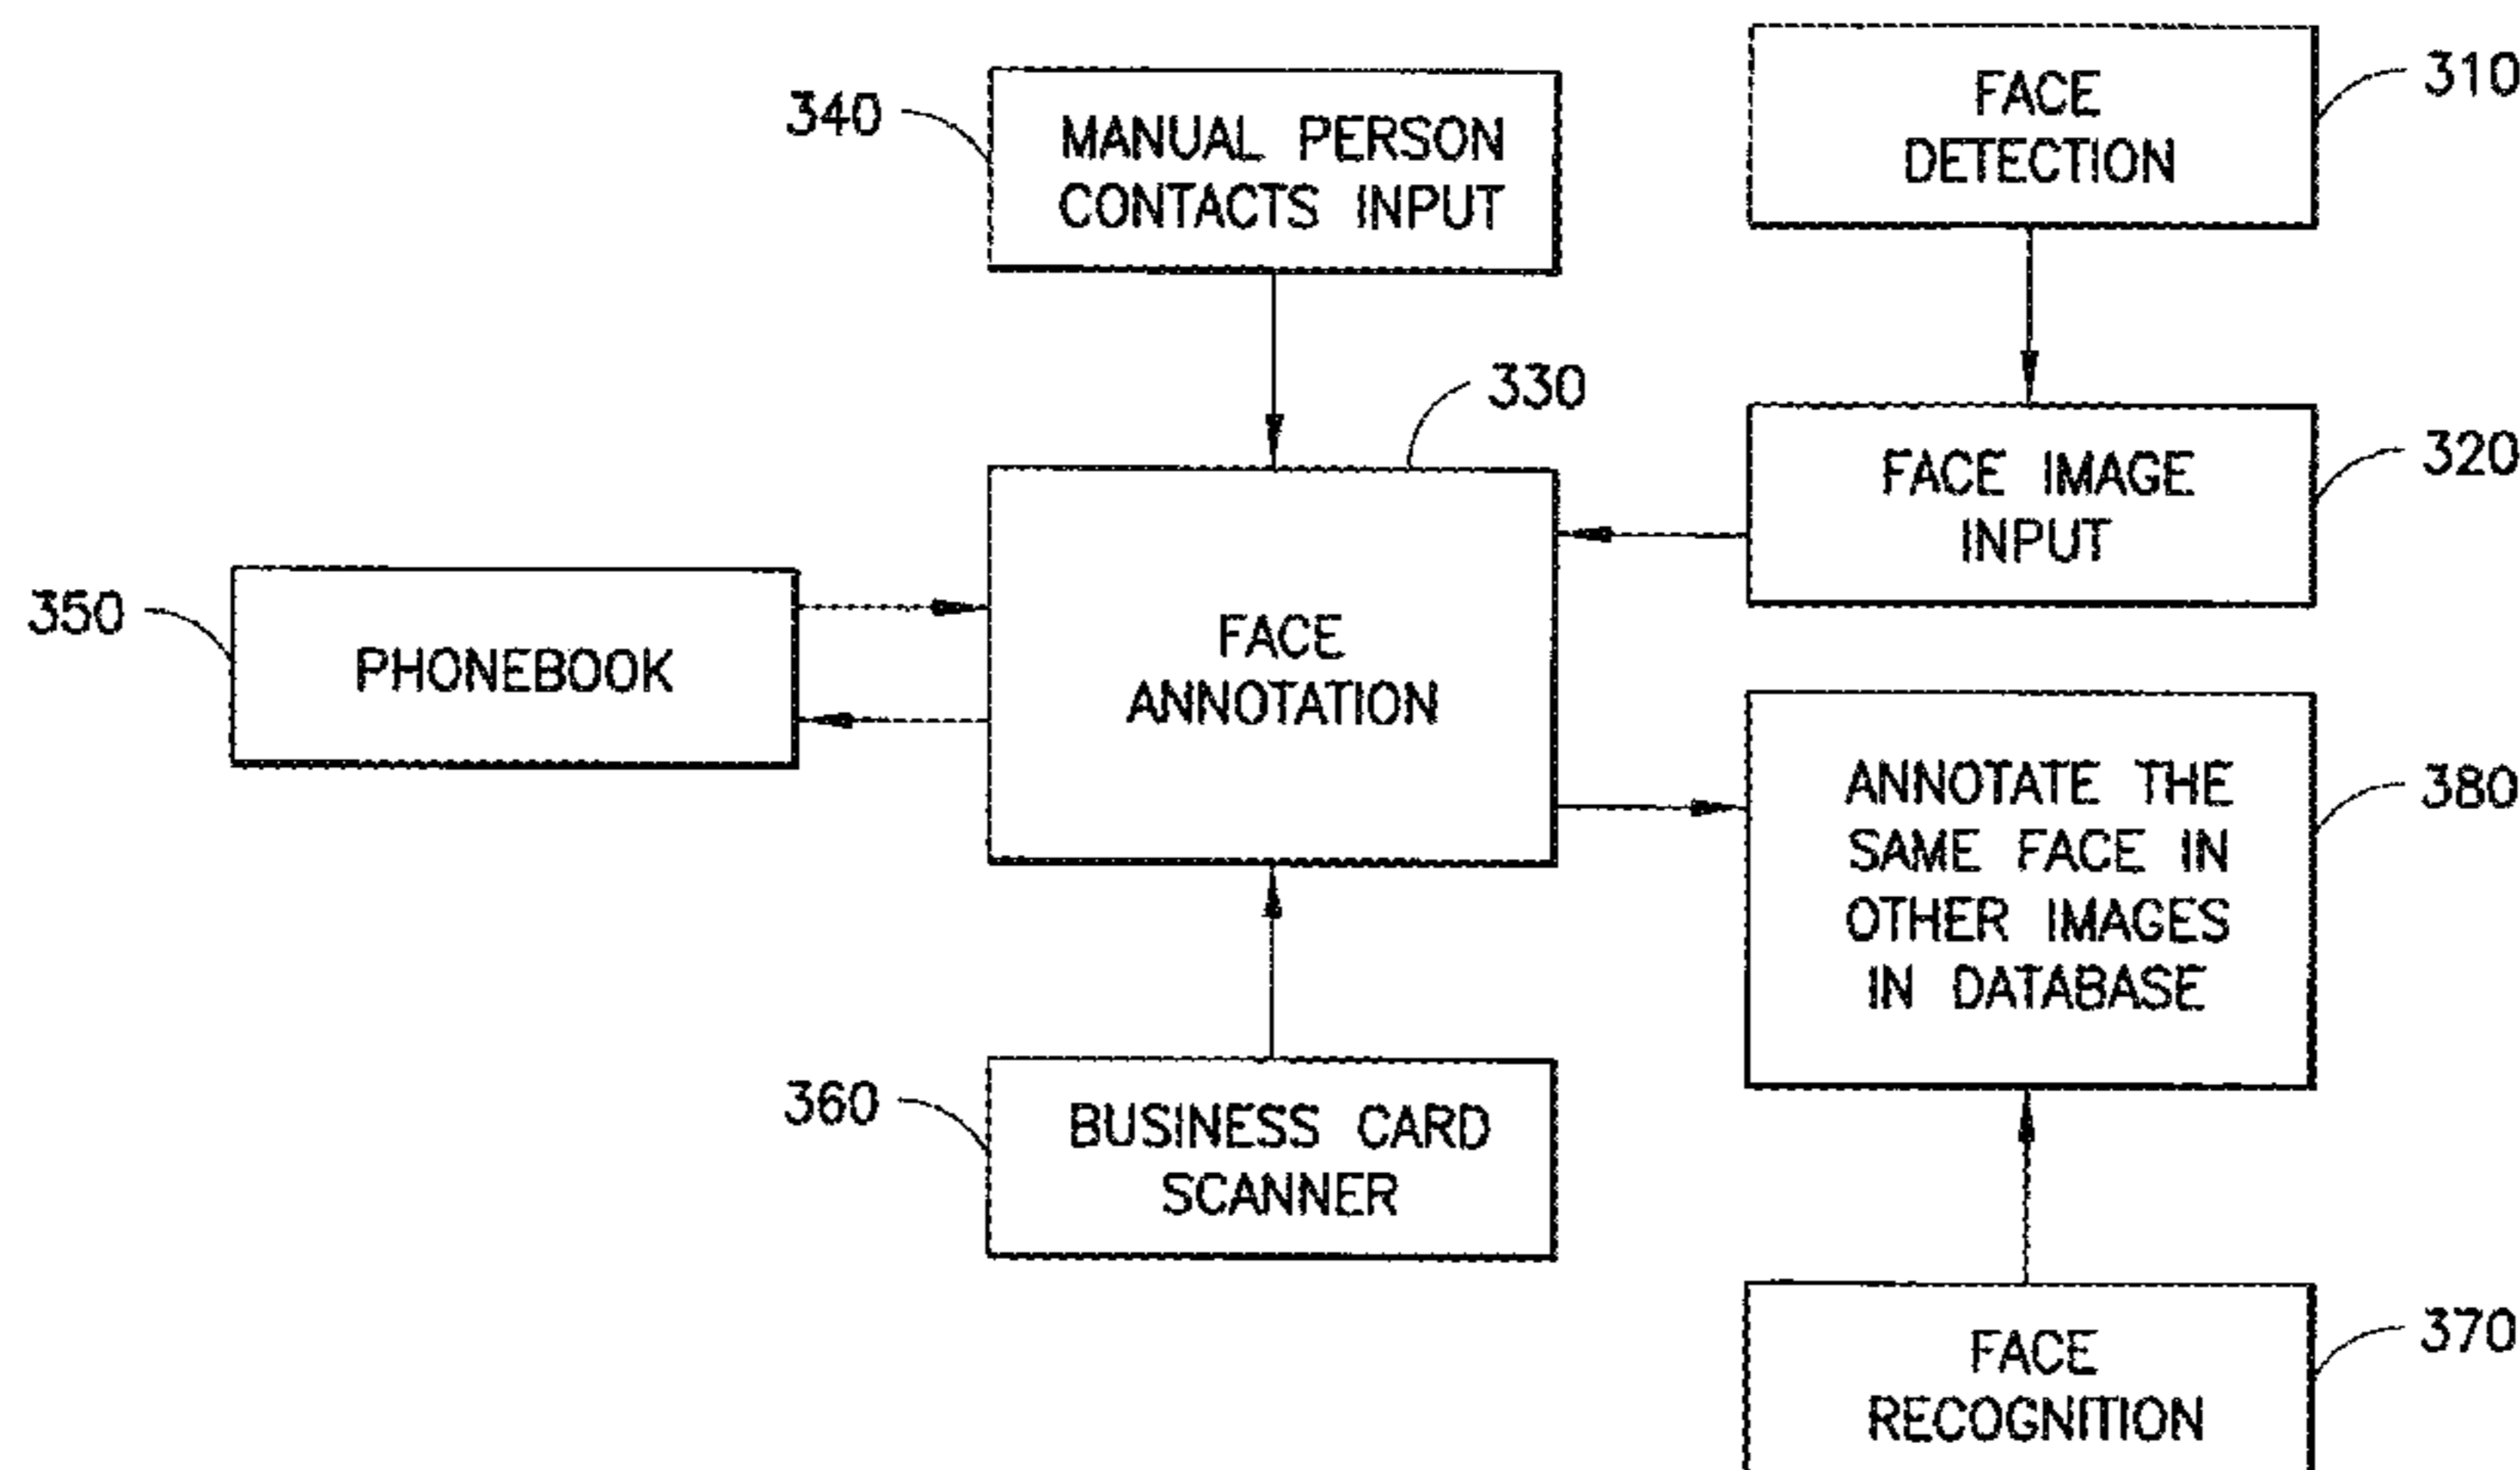 FACE
DETECTION
310
340
MANUAL PERSON
CONTACTS INPUT
330
FACE IMAGE
INPUT
320
350
PHONEBOOK
FACE
ANNOTATION
ANNOTATE THE
SAME FACE IN
OTHER IMAGES
IN DATABASE
380
360
BUSINESS CARD
SCANNER
FACE
RECOGNITION
370